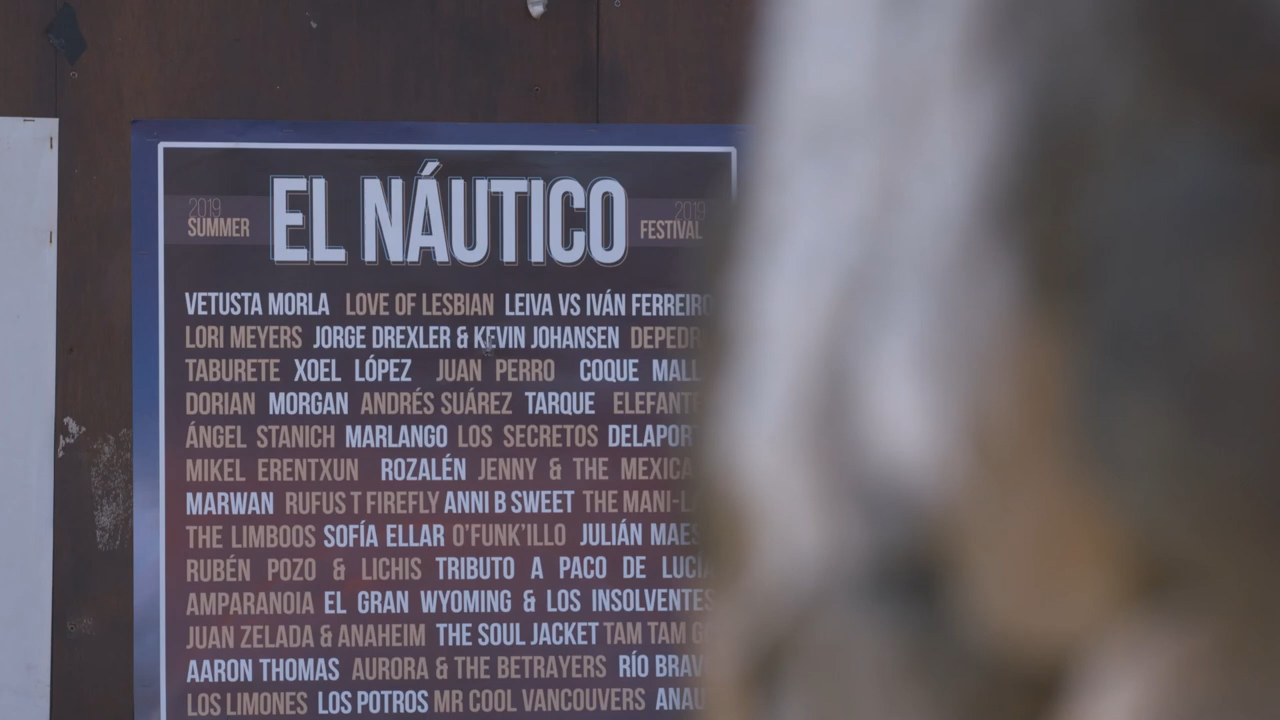 2019 SUMMER EL NÁUTICO 2019 FESTIVAL
VETUSTA MORLA LOVE OF LESBIAN LEIVA VS IVÁN FERREIRO
LORI MEYERS JORGE DREXLER & KEVIN JOHANSEN
TABURETE XOEL LÓPEZ JUAN PERRO COQUE
DORIAN MORGAN ANDRÉS SUÁREZ TARQUE
ÁNGEL STANICH MARLANGO LOS SECRETOS
MIKEL ERENTXUN ROZALÉN JENNY & THE
MARWAN RUFUS T FIREFLY ANNI B SWEET THE
THE LIMBOOS SOFÍA ELLAR O'FUNK'ILLO JULIÁN
RUBÉN POZO & LICHIS TRIBUTO A PACO DE LUCÍA
AMPARANOIA EL GRAN WYOMING & LOS INSOLVENTES
JUAN ZELADA & ANAHEIM THE SOUL JACKET TAM TAM
AARON THOMAS AURORA & THE BETRAYERS RÍO
LOS LIMONES LOS POTROS MR COOL VANCOUVERS